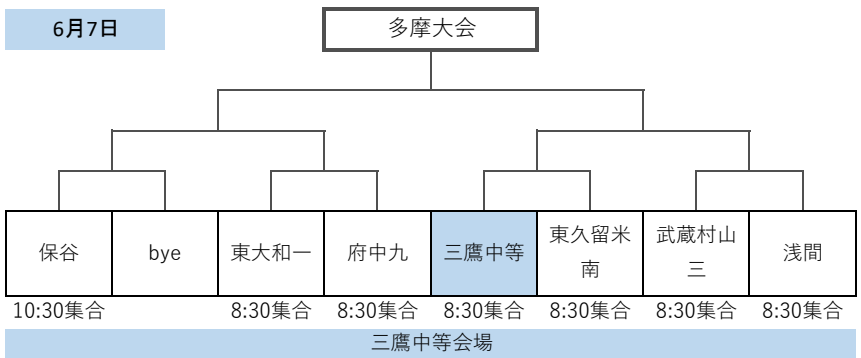 6月7日
多摩大会
保谷
bye
東大和一
府中九
三鷹中等
東久留米
南
武蔵村山
三
浅間
10:30集合
8:30集合
8:30集合
8:30集合
8:30集合
8:30集合
8:30集合
三鷹中等会場